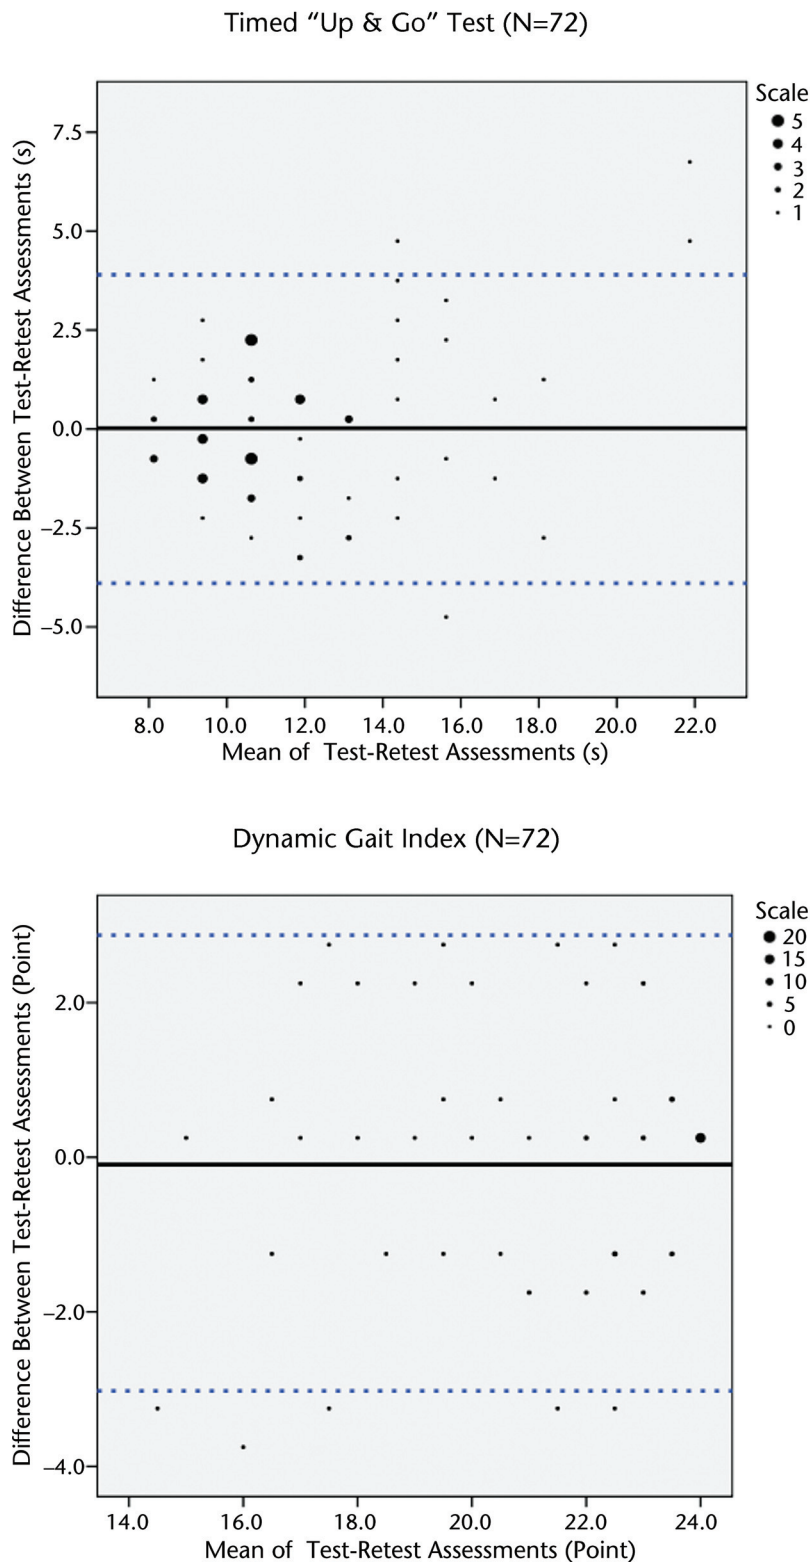 Timed “Up & Go” Test (N=72)
Scale
5
4
3
2
1
Difference Between Test-Retest Assessments (s)
7.5
5.0
2.5
0.0
−2.5
−5.0
8.0 10.0 12.0 14.0 16.0 18.0 20.0 22.0
Mean of Test-Retest Assessments (s)
Dynamic Gait Index (N=72)
Scale
20
15
10
5
0
Difference Between Test-Retest Assessments (Point)
2.0
0.0
−2.0
−4.0
14.0 16.0 18.0 20.0 22.0 24.0
Mean of Test-Retest Assessments (Point)